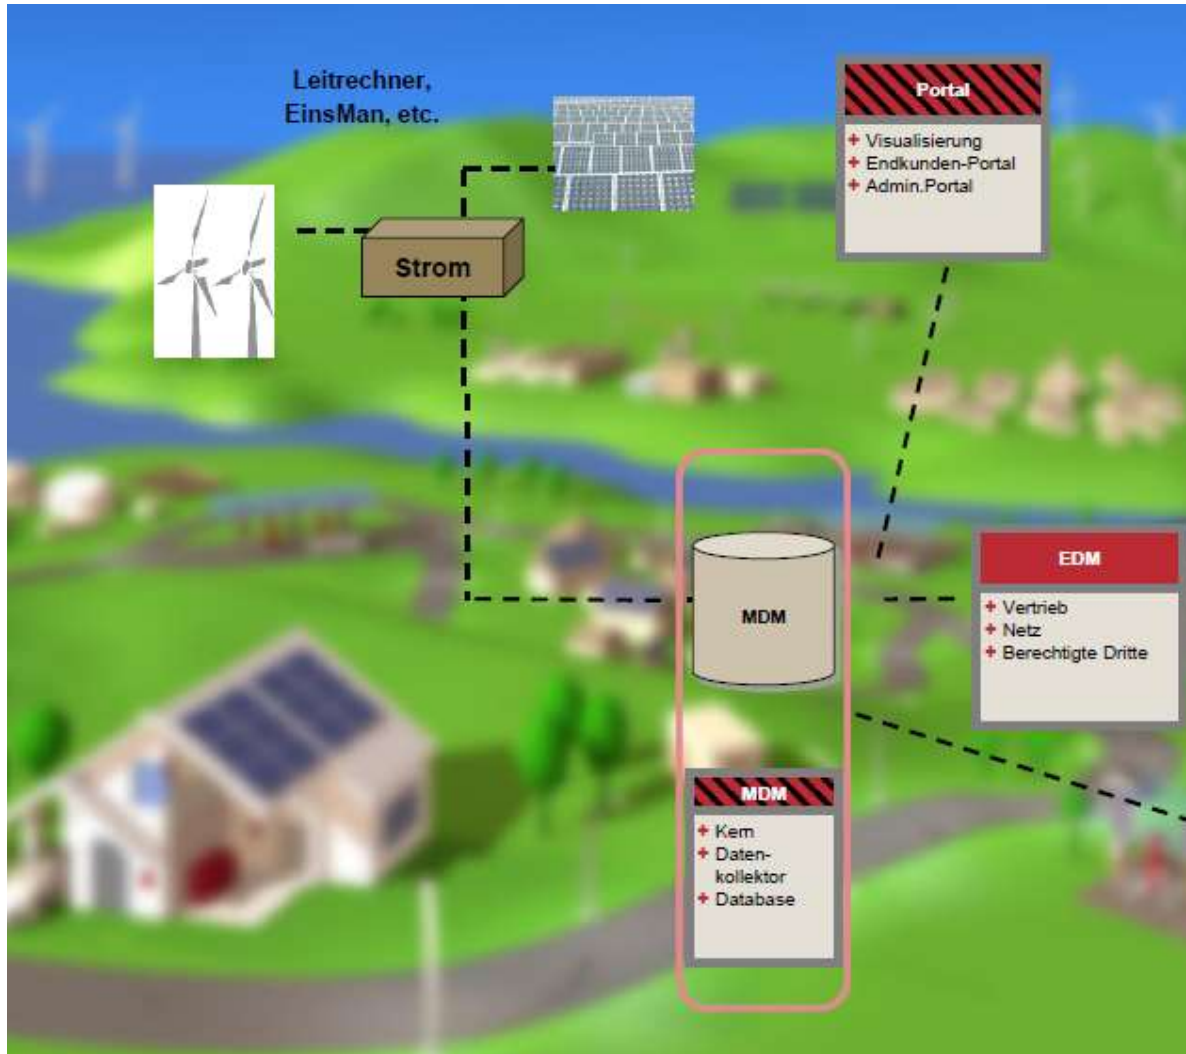 Leitrechner,
EinsMan, etc.
Portal
+ Visualisierung
+ Endkunden-Portal
+ Admin.Portal
Strom
MDM
EDM
+ Vertrieb
+ Netz
+ Berechtigte Dritte
MDM
+ Kern
+ Daten-
kollektor
+ Database